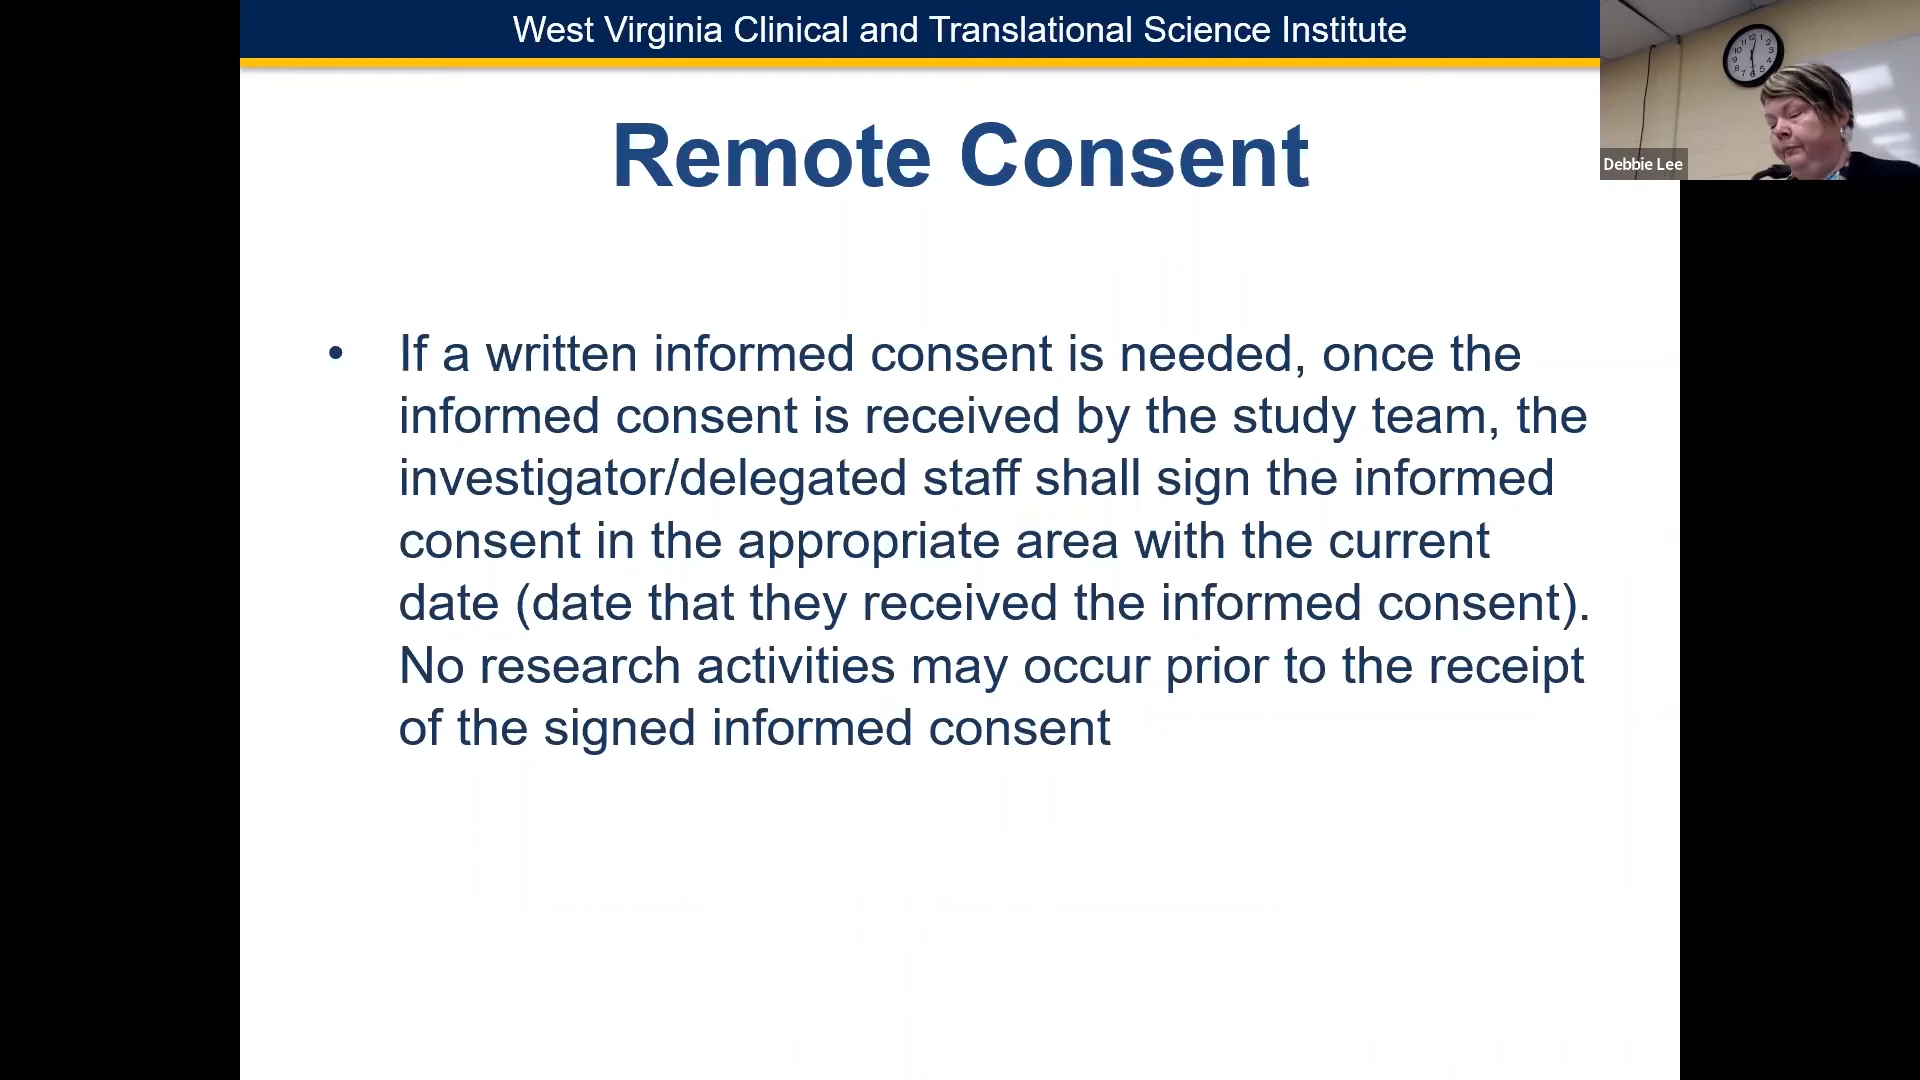 West Virginia Clinical and Translational Science Institute
Remote Consent
• If a written informed consent is needed, once the
informed consent is received by the study team, the
investigator/delegated staff shall sign the informed
consent in the appropriate area with the current
date (date that they received the informed consent).
No research activities may occur prior to the receipt
of the signed informed consent
Debbie Lee